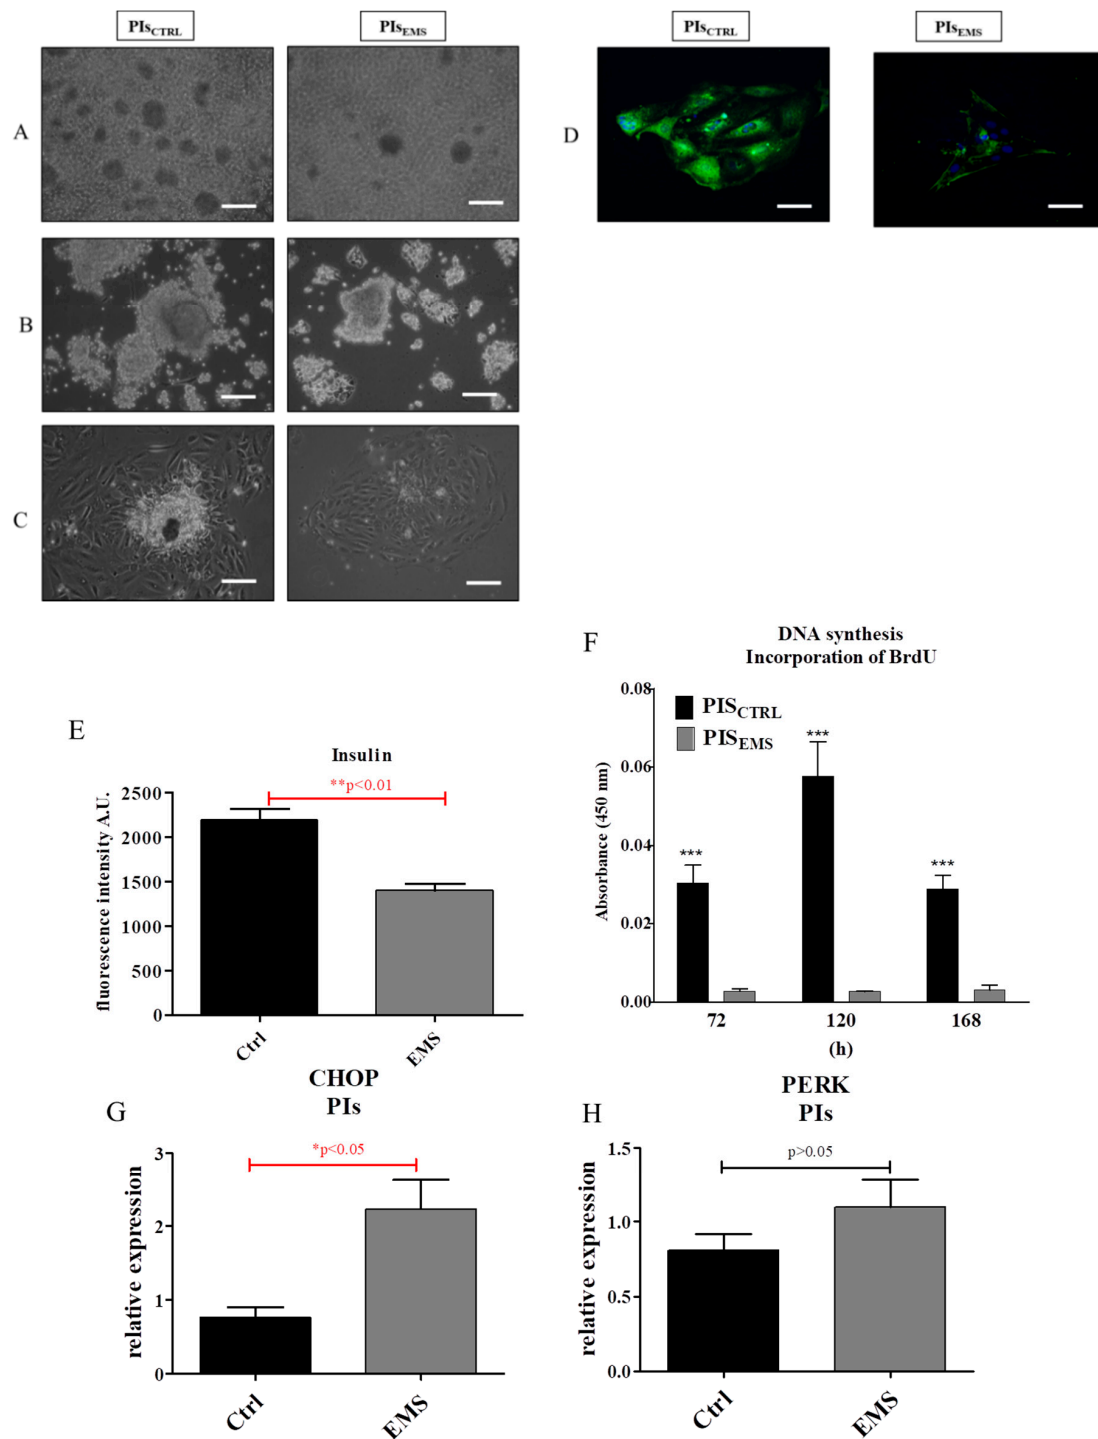 PIsCTRL
PIsEMS
PIsCTRL
PIsEMS
A
D
B
C
F
DNA synthesis
Incorporation of BrdU
0.08
0.06
0.04
0.02
0.00
Absorbance (450 nm)
PISCTRL
PISEMS
***
***
***
72
120
168
(h)
E
Insulin
**p<0.01
2500
2000
1500
1000
500
0
fluorescence intensity A.U.
Ctrl
EMS
G
CHOP
PIs
*p<0.05
3
2
1
0
relative expression
Ctrl
EMS
H
PERK
PIs
p>0.05
1.5
1.0
0.5
0.0
relative expression
Ctrl
EMS